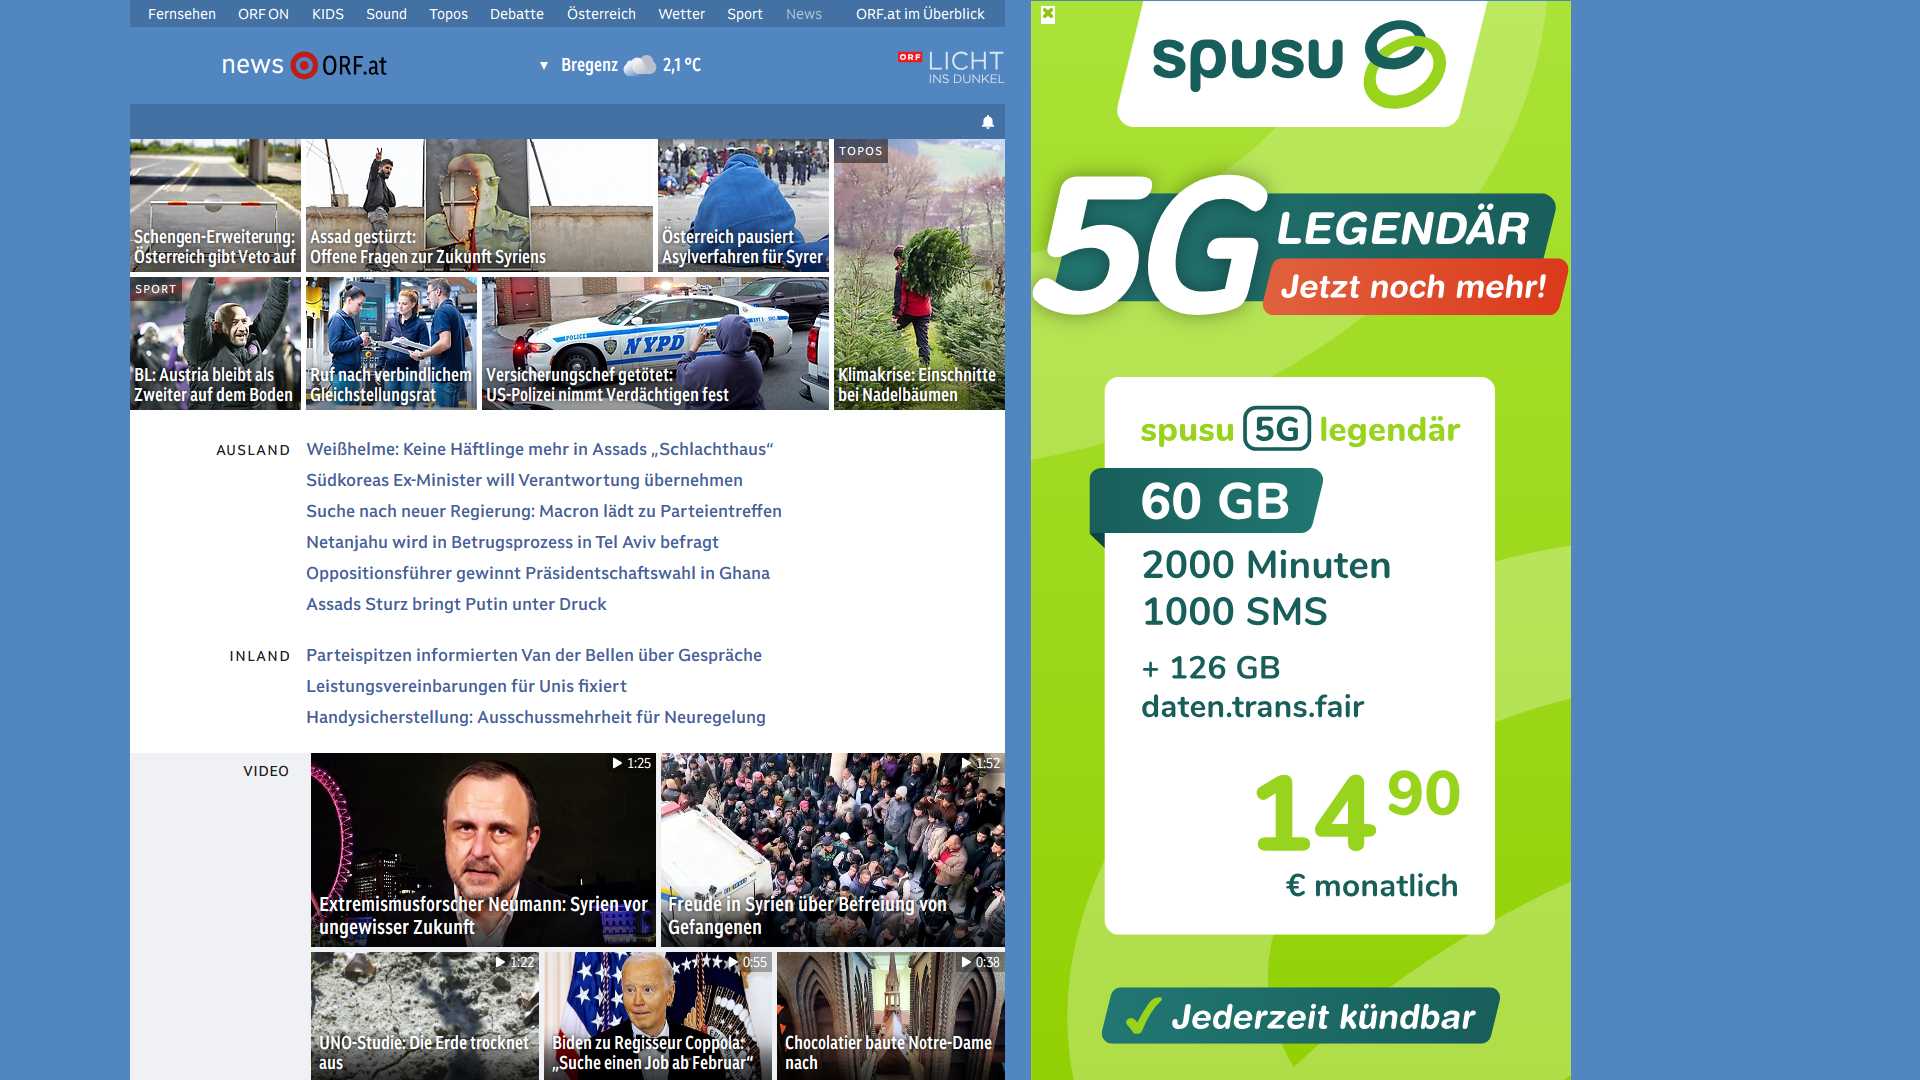 Fernsehen ORF ON KIDS Sound Topos Debatte Österreich Wetter Sport News ORF.at im Überblick
news ORF.at
▼ Bregenz 2,1 °C
ORF LICHT
INS DUNKEL
Schengen-Erweiterung:
Österreich gibt Veto auf
Assad gestürzt:
Offene Fragen zur Zukunft Syriens
Österreich pausiert
Asylverfahren für Syrer
TOPOS
Klimakrise: Einschnitte
bei Nadelbäumen
SPORT
BL: Austria bleibt als
Zweiter auf dem Boden
Ruf nach verbindlichem
Gleichstellungsrat
POLICE
NYPD
Versicherungschef getötet:
US-Polizei nimmt Verdächtigen fest
AUSLAND
Weißhelme: Keine Häftlinge mehr in Assads „Schlachthaus“
Südkoreas Ex-Minister will Verantwortung übernehmen
Suche nach neuer Regierung: Macron lädt zu Parteientreffen
Netanjahu wird in Betrugsprozess in Tel Aviv befragt
Oppositionsführer gewinnt Präsidentschaftswahl in Ghana
Assads Sturz bringt Putin unter Druck
INLAND
Parteispitzen informierten Van der Bellen über Gespräche
Leistungsvereinbarungen für Unis fixiert
Handysicherstellung: Ausschussmehrheit für Neuregelung
VIDEO
1:25
Extremismusforscher Neumann: Syrien vor
ungewisser Zukunft
1:52
Freude in Syrien über Befreiung von
Gefangenen
1:22
UNO-Studie: Die Erde trocknet
aus
0:55
Biden zu Regisseur Coppola:
„Suche einen Job ab Februar“
0:38
Chocolatier baute Notre-Dame
nach
spusu
5G LEGENDÄR
Jetzt noch mehr!
spusu 5G legendär
60 GB
2000 Minuten
1000 SMS
+ 126 GB
daten.trans.fair
14 90
€ monatlich
✓ Jederzeit kündbar